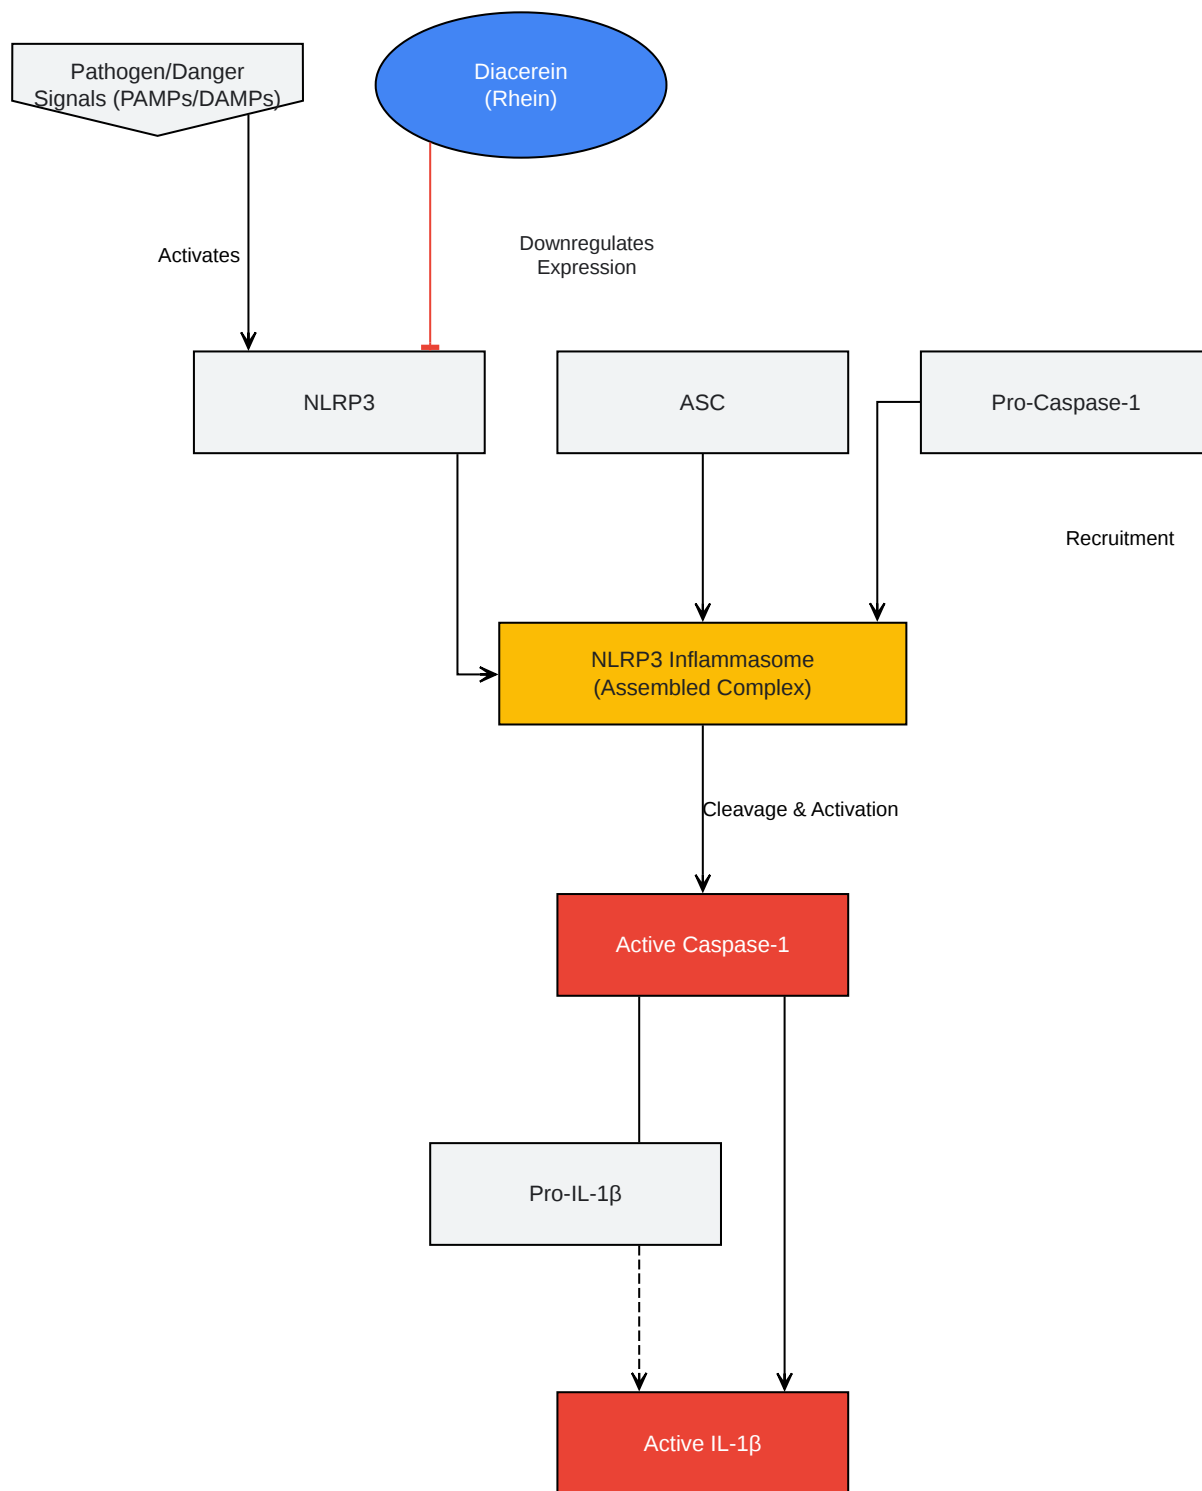 Pathogen/Danger
Signals (PAMPs/DAMPs)
Diacerein
(Rhein)
Activates
Downregulates
Expression
NLRP3
ASC
Pro-Caspase-1
Recruitment
NLRP3 Inflammasome
(Assembled Complex)
Cleavage & Activation
Active Caspase-1
Pro-IL-1β
Active IL-1β